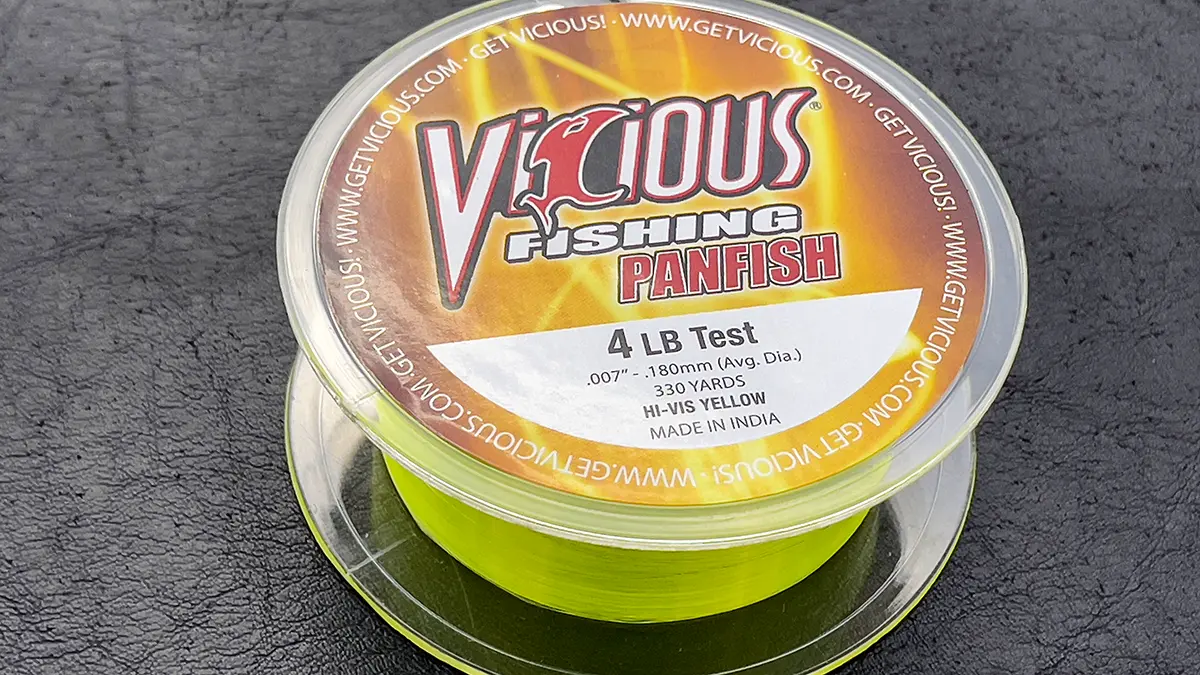 GET VICIOUS! · WWW.GETVICIOUS.COM · GET VICIOUS! · WWW.GETVICIOUS.COM · GET VICIOUS! · WWW.GETVICIOUS.COM · GET VICIOUS! · WWW.GETVICIOUS.COM ·
VICIOUS®
FISHING
PANFISH
4 LB Test
.007" - .180mm (Avg. Dia.)
330 YARDS
HI-VIS YELLOW
MADE IN INDIA